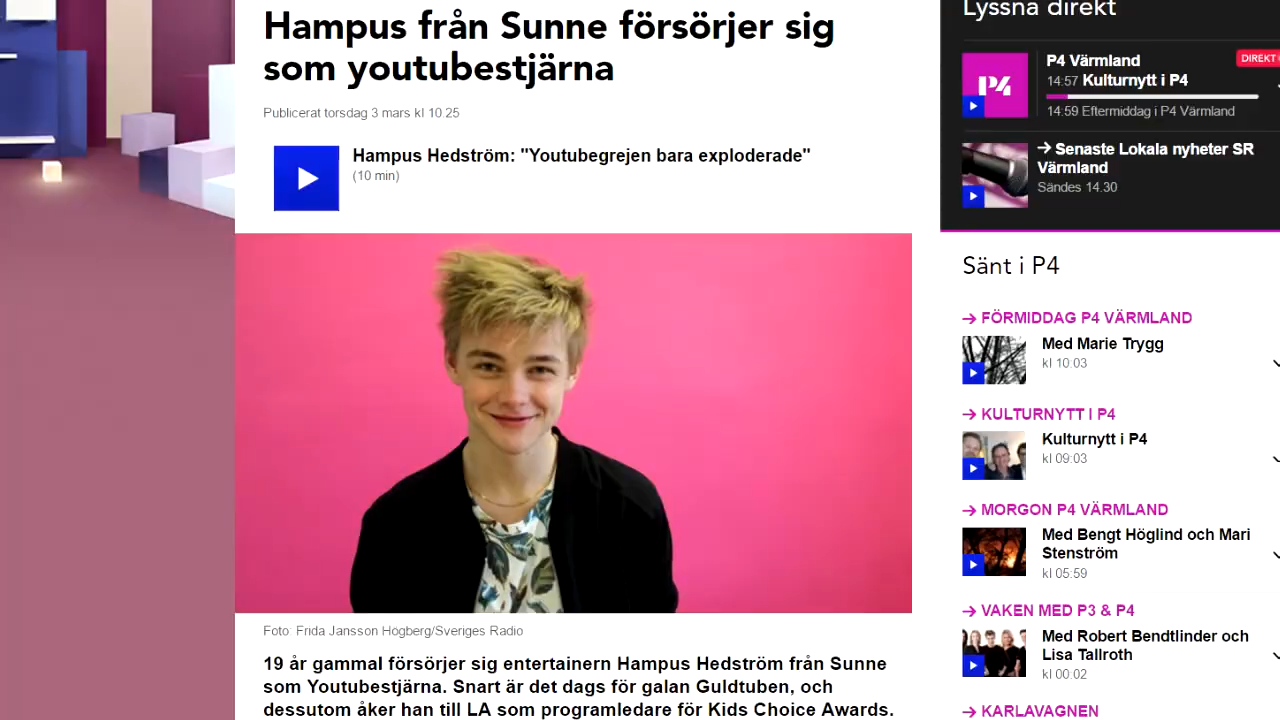 Hampus från Sunne försörjer sig
som youtubestjärna
Publicerat torsdag 3 mars kl 10.25
Hampus Hedström: "Youtubegrejen bara exploderade"
(10 min)
Foto: Frida Jansson Högberg/Sveriges Radio
19 år gammal försörjer sig entertainern Hampus Hedström från Sunne
som Youtubestjärna. Snart är det dags för galan Guldtuben, och
dessutom åker han till LA som programledare för Kids Choice Awards.
Lyssna direkt
P4
P4 Värmland
DIREKT
14:57 Kulturnytt i P4
14:59 Eftermiddag i P4 Värmland
→ Senaste Lokala nyheter SR
Värmland
Sändes 14.30
Sänt i P4
→ FÖRMIDDAG P4 VÄRMLAND
Med Marie Trygg
kl 10:03
→ KULTURNYTT I P4
Kulturnytt i P4
kl 09:03
→ MORGON P4 VÄRMLAND
Med Bengt Höglind och Mari
Stenström
kl 05:59
→ VAKEN MED P3 & P4
Med Robert Bendtlinder och
Lisa Tallroth
kl 00:02
→ KARLAVAGNEN